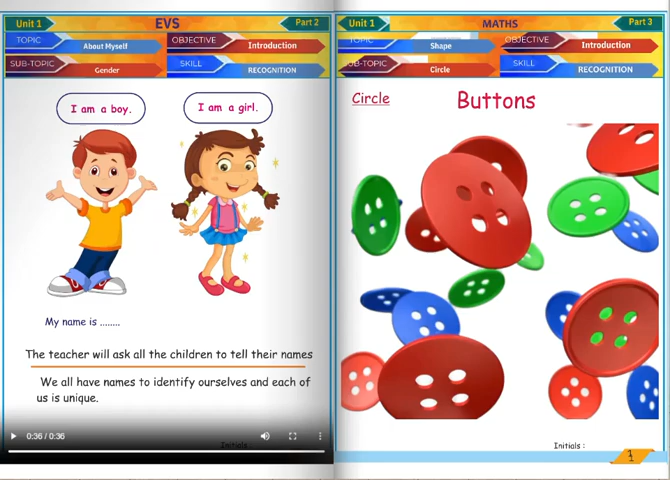 Unit 1
EVS
Part 2
TOPIC
About Myself
OBJECTIVE
Introduction
SUB-TOPIC
Gender
SKILL
RECOGNITION
I am a boy.
I am a girl.
My name is ........
The teacher will ask all the children to tell their names
We all have names to identify ourselves and each of
us is unique.
0:36 / 0:36
Initials
Unit 1
MATHS
Part 3
TOPIC
Shape
OBJECTIVE
Introduction
SUB-TOPIC
Circle
SKILL
RECOGNITION
Circle
Buttons
Initials :
1